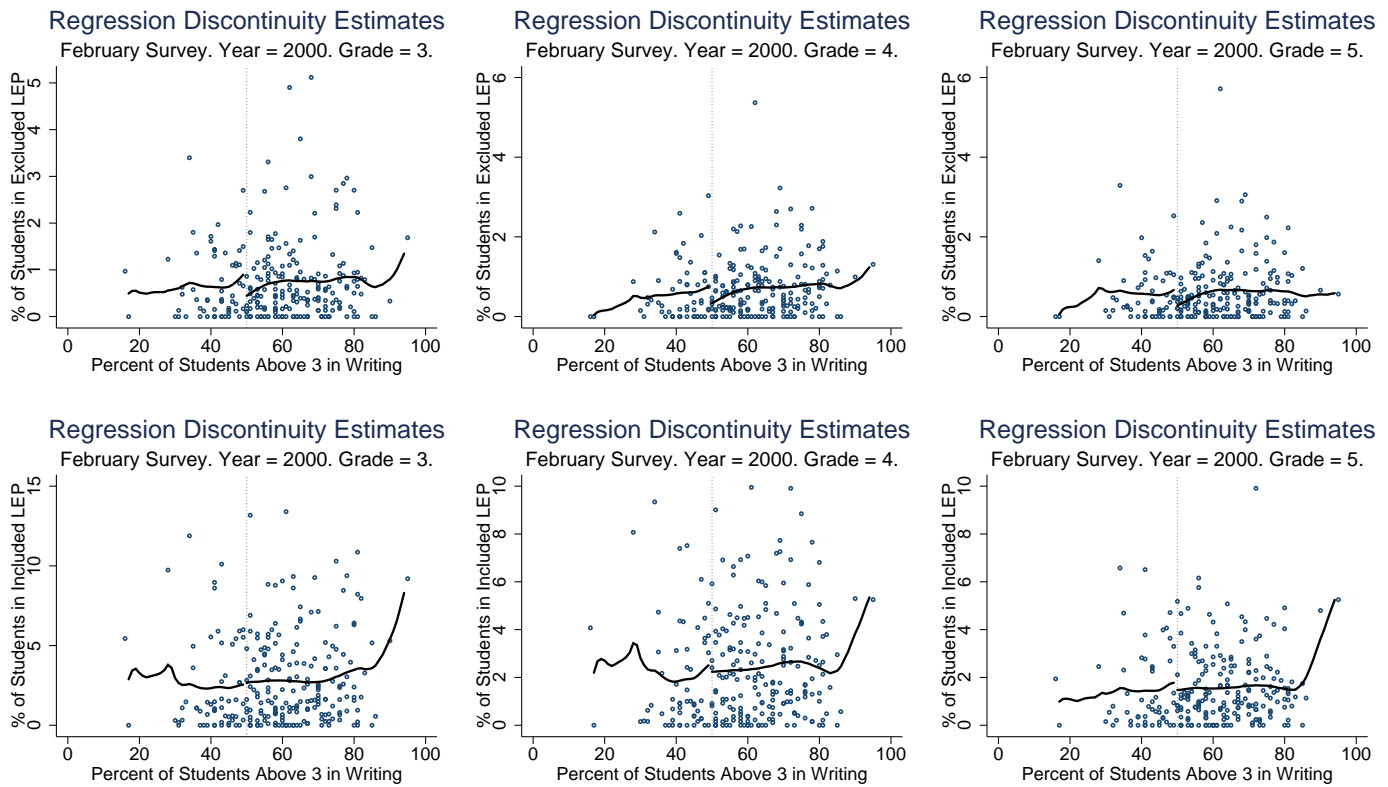 Regression Discontinuity Estimates
February Survey. Year = 2000. Grade = 3.
% of Students in Excluded LEP
0 1 2 3 4 5
0 20 40 60 80 100
Percent of Students Above 3 in Writing
Regression Discontinuity Estimates
February Survey. Year = 2000. Grade = 4.
% of Students in Excluded LEP
0 2 4 6
0 20 40 60 80 100
Percent of Students Above 3 in Writing
Regression Discontinuity Estimates
February Survey. Year = 2000. Grade = 5.
% of Students in Excluded LEP
0 2 4 6
0 20 40 60 80 100
Percent of Students Above 3 in Writing
Regression Discontinuity Estimates
February Survey. Year = 2000. Grade = 3.
% of Students in Included LEP
0 5 10 15
0 20 40 60 80 100
Percent of Students Above 3 in Writing
Regression Discontinuity Estimates
February Survey. Year = 2000. Grade = 4.
% of Students in Included LEP
0 2 4 6 8 10
0 20 40 60 80 100
Percent of Students Above 3 in Writing
Regression Discontinuity Estimates
February Survey. Year = 2000. Grade = 5.
% of Students in Included LEP
0 2 4 6 8 10
0 20 40 60 80 100
Percent of Students Above 3 in Writing